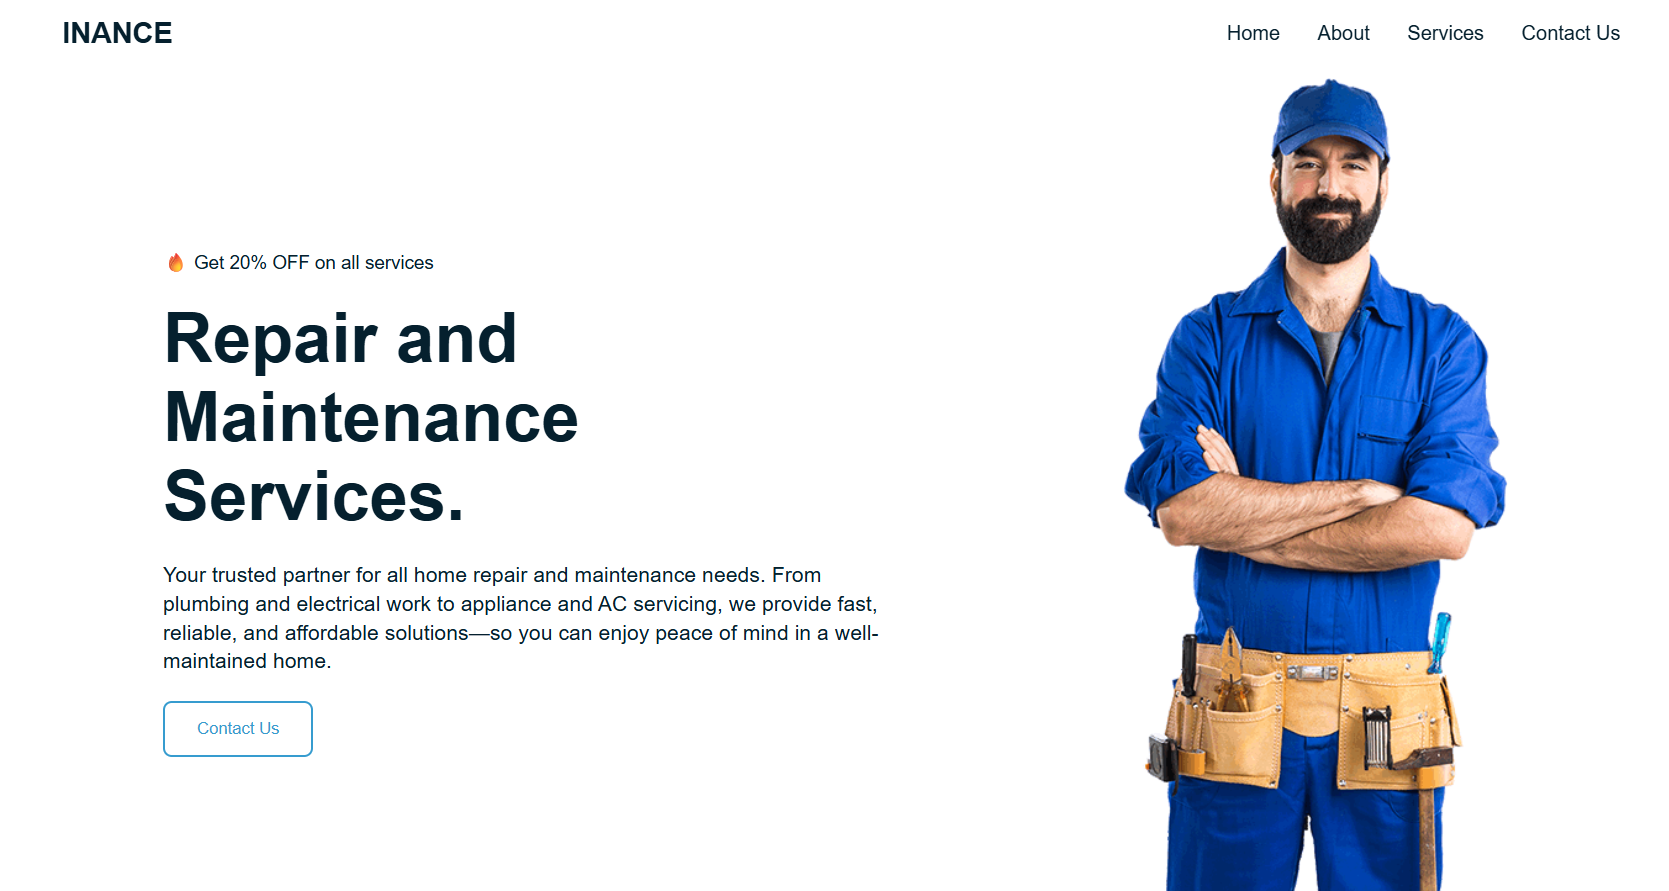 INANCE
Home About Services Contact Us
🔥 Get 20% OFF on all services
Repair and
Maintenance
Services.
Your trusted partner for all home repair and maintenance needs. From
plumbing and electrical work to appliance and AC servicing, we provide fast,
reliable, and affordable solutions—so you can enjoy peace of mind in a well-
maintained home.
Contact Us